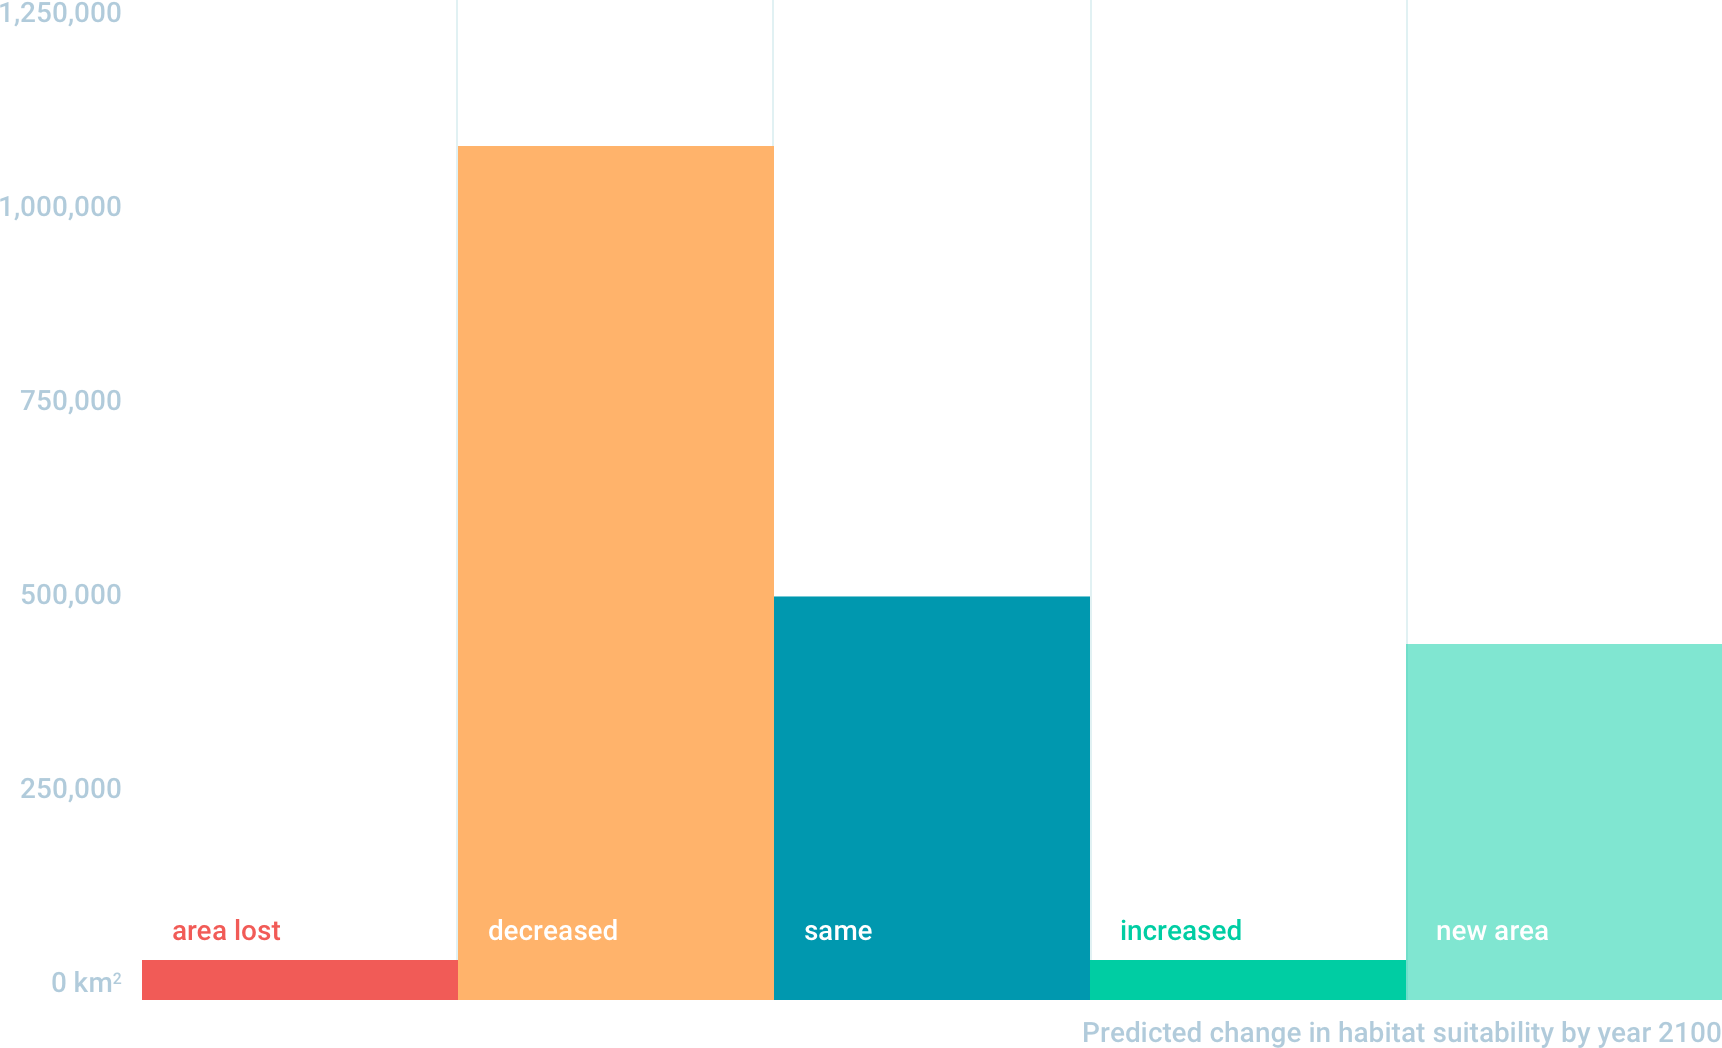 1,250,000
1,000,000
750,000
500,000
250,000
area lost
decreased
same
increased
new area
0 km²
Predicted change in habitat suitability by year 2100